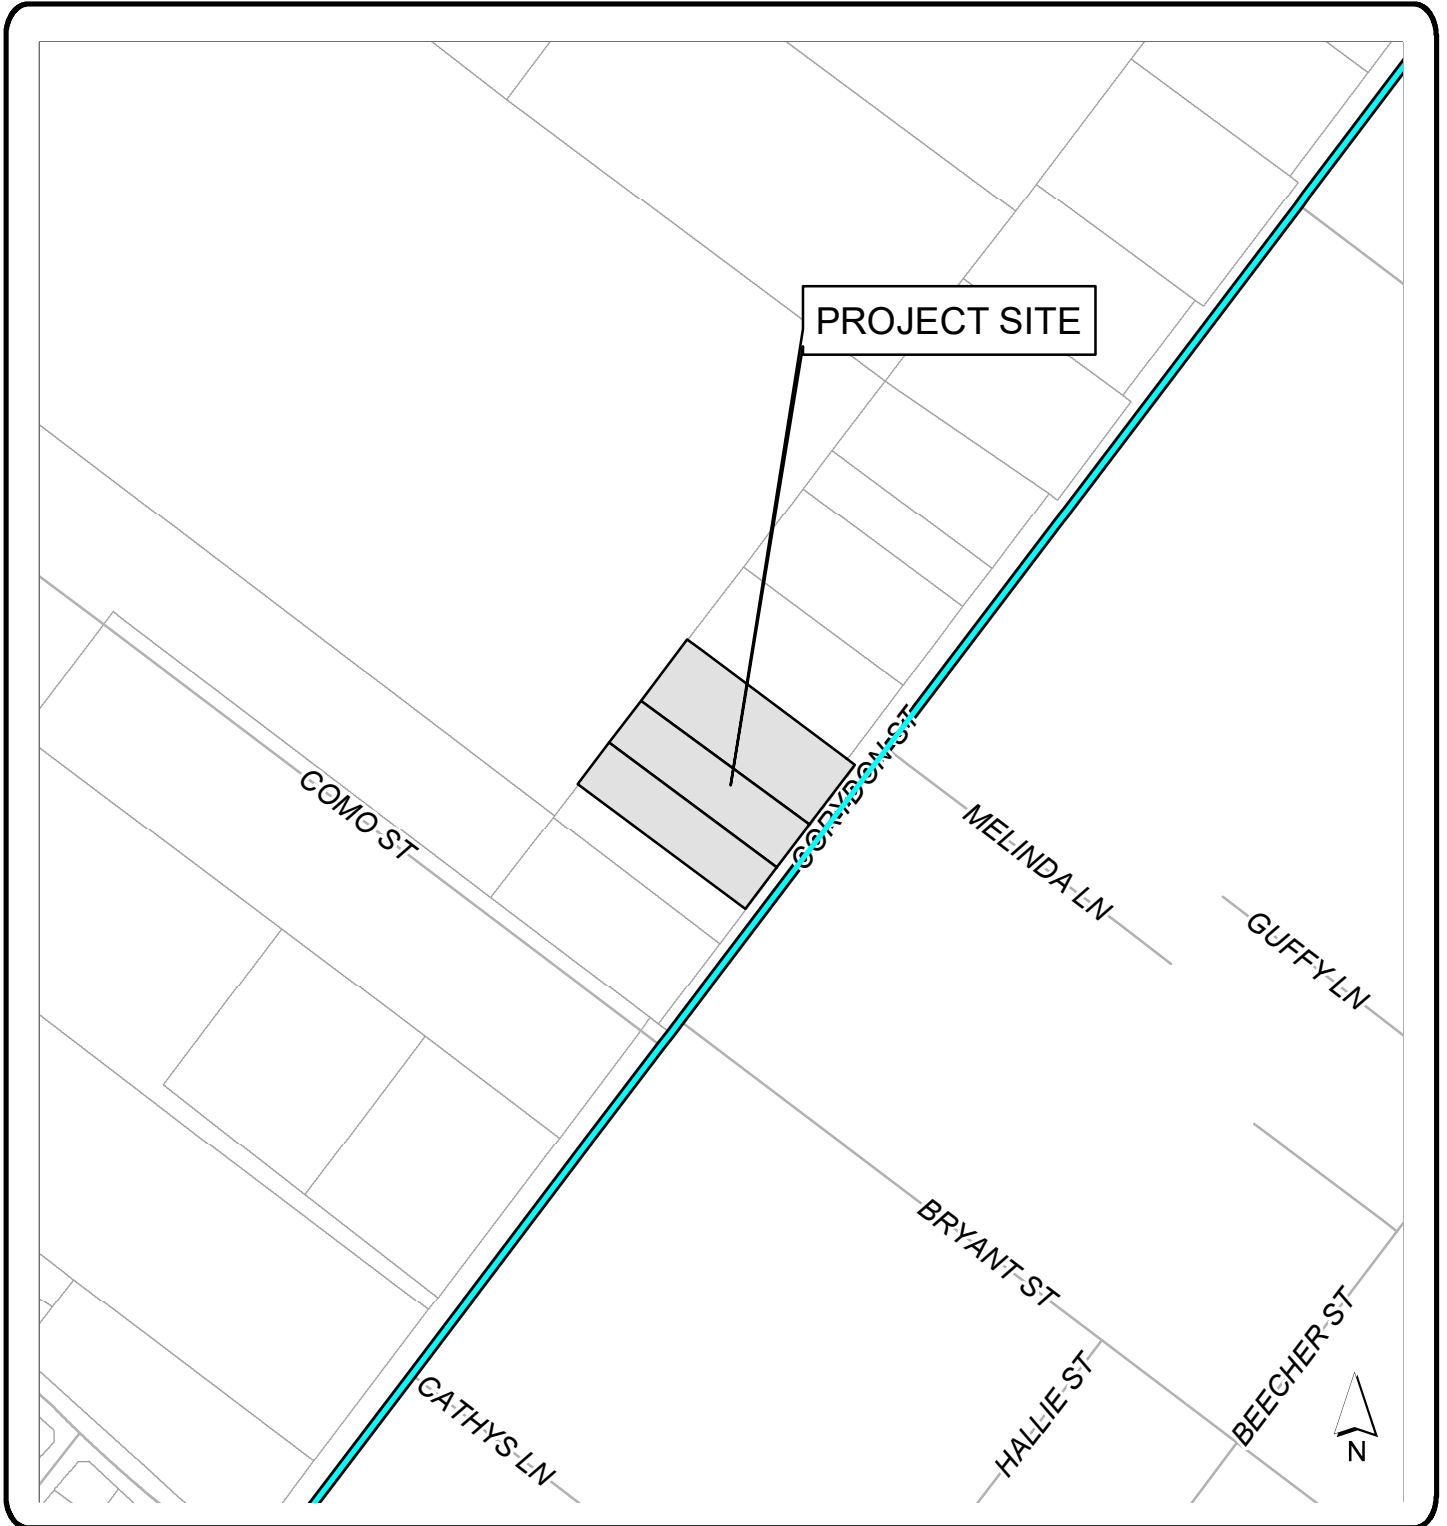 PROJECT SITE
CORYDON ST
COMO ST
MELINDA LN
GUFFY LN
BRYANT ST
BEECHER ST
HALLIE ST
CATHYS LN
N